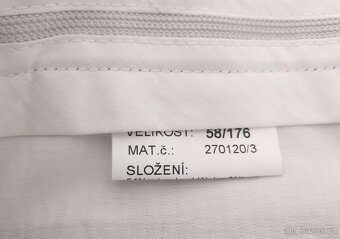 VELIKOST: 58/176
MAT.č.: 270120/3
SLOŽENÍ: